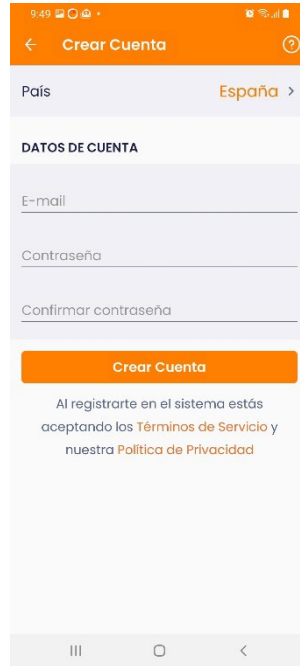 9:49
Crear Cuenta
País España
DATOS DE CUENTA
E-mail
Contraseña
Confirmar contraseña
Crear Cuenta
Al registrarte en el sistema estás
aceptando los Términos de Servicio y
nuestra Política de Privacidad